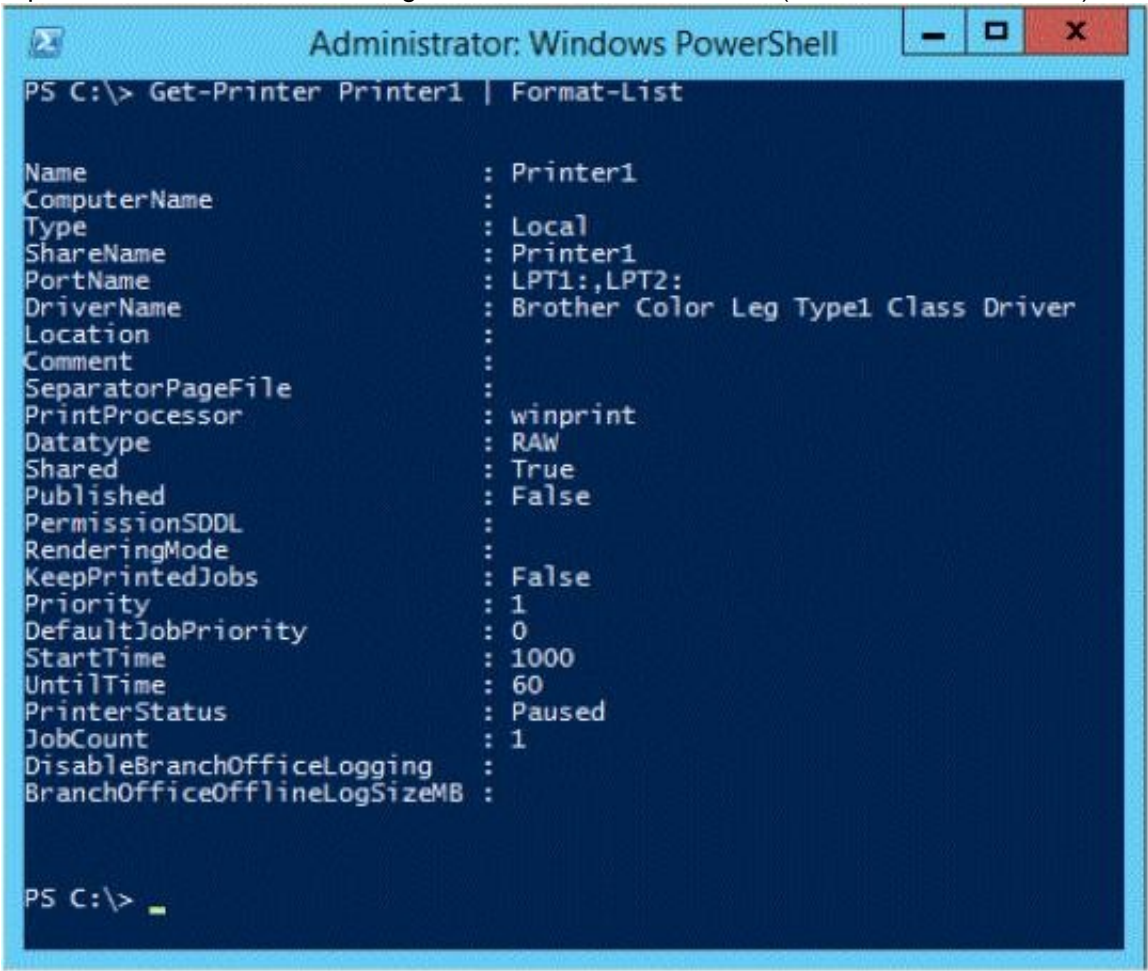 Administrator: Windows PowerShell
PS C:\> Get-Printer Printer1 | Format-List
Name : Printer1
ComputerName :
Type : Local
ShareName : Printer1
PortName : LPT1:,LPT2:
DriverName : Brother Color Leg Type1 Class Driver
Location :
Comment :
SeparatorPageFile :
PrintProcessor : winprint
Datatype : RAW
Shared : True
Published : False
PermissionSDDL :
RenderingMode :
KeepPrintedJobs : False
Priority : 1
DefaultJobPriority : 0
StartTime : 1000
UntilTime : 60
PrinterStatus : Paused
JobCount : 1
DisableBranchOfficeLogging :
BranchOfficeOfflineLogSizeMB :
PS C:\>